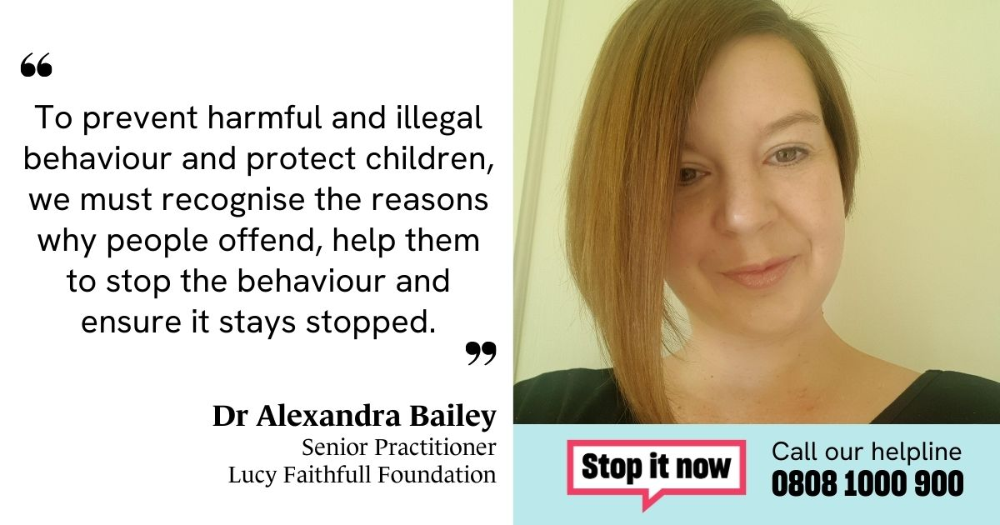 “
To prevent harmful and illegal
behaviour and protect children,
we must recognise the reasons
why people offend, help them
to stop the behaviour and
ensure it stays stopped.
”
Dr Alexandra Bailey
Senior Practitioner
Lucy Faithfull Foundation
Stop it now
Call our helpline
0808 1000 900